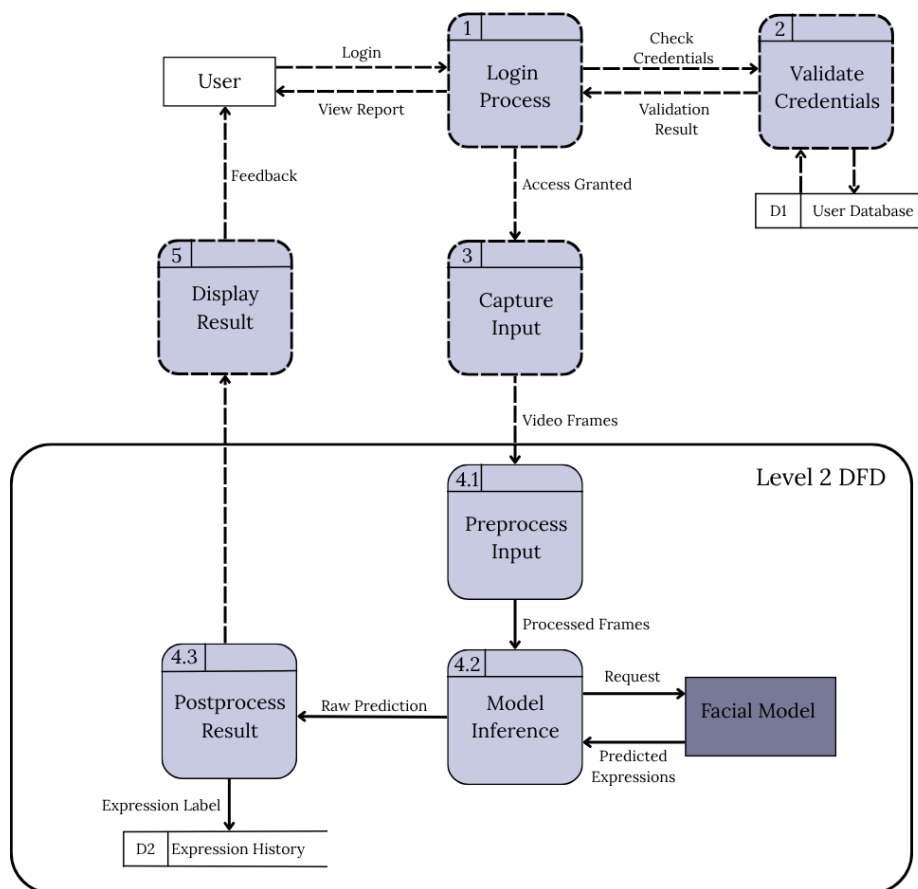 1
2
User
Login
View Report
Login
Process
Check
Credentials
Validation
Result
Validate
Credentials
Feedback
Access Granted
D1
User Database
5
Display
Result
3
Capture
Input
Video Frames
Level 2 DFD
4.1
Preprocess
Input
Processed Frames
4.3
Postprocess
Result
Raw Prediction
4.2
Model
Inference
Request
Facial Model
Predicted
Expressions
Expression Label
D2
Expression History